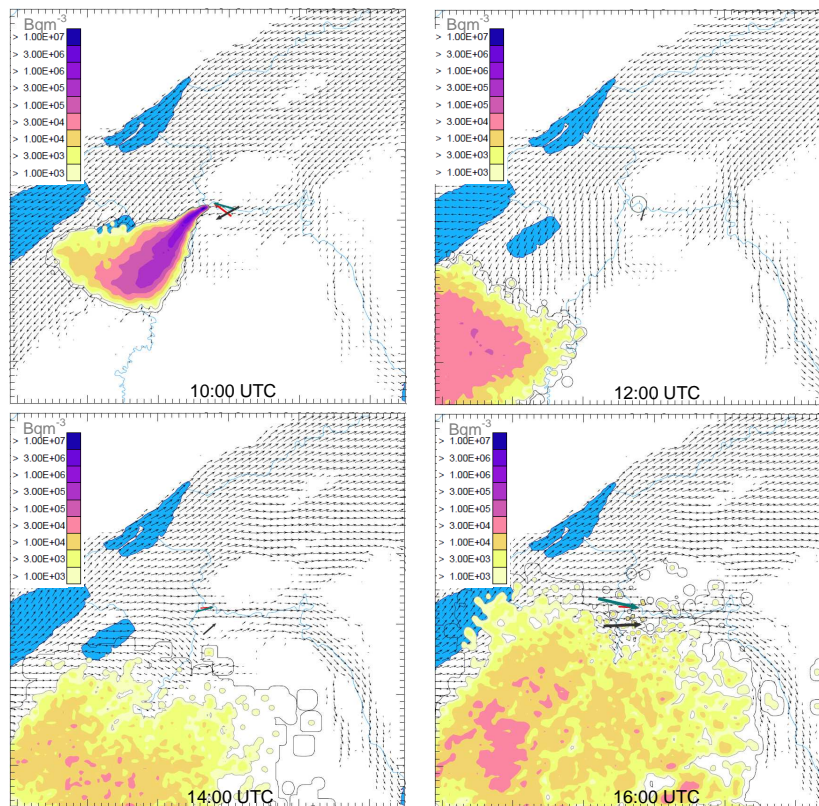 Bqm-3
> 1.00E+07
> 3.00E+06
> 1.00E+06
> 3.00E+05
> 1.00E+05
> 3.00E+04
> 1.00E+04
> 3.00E+03
> 1.00E+03
10:00 UTC
Bqm-3
> 1.00E+07
> 3.00E+06
> 1.00E+06
> 3.00E+05
> 1.00E+05
> 3.00E+04
> 1.00E+04
> 3.00E+03
> 1.00E+03
12:00 UTC
Bqm-3
> 1.00E+07
> 3.00E+06
> 1.00E+06
> 3.00E+05
> 1.00E+05
> 3.00E+04
> 1.00E+04
> 3.00E+03
> 1.00E+03
14:00 UTC
Bqm-3
> 1.00E+07
> 3.00E+06
> 1.00E+06
> 3.00E+05
> 1.00E+05
> 3.00E+04
> 1.00E+04
> 3.00E+03
> 1.00E+03
16:00 UTC